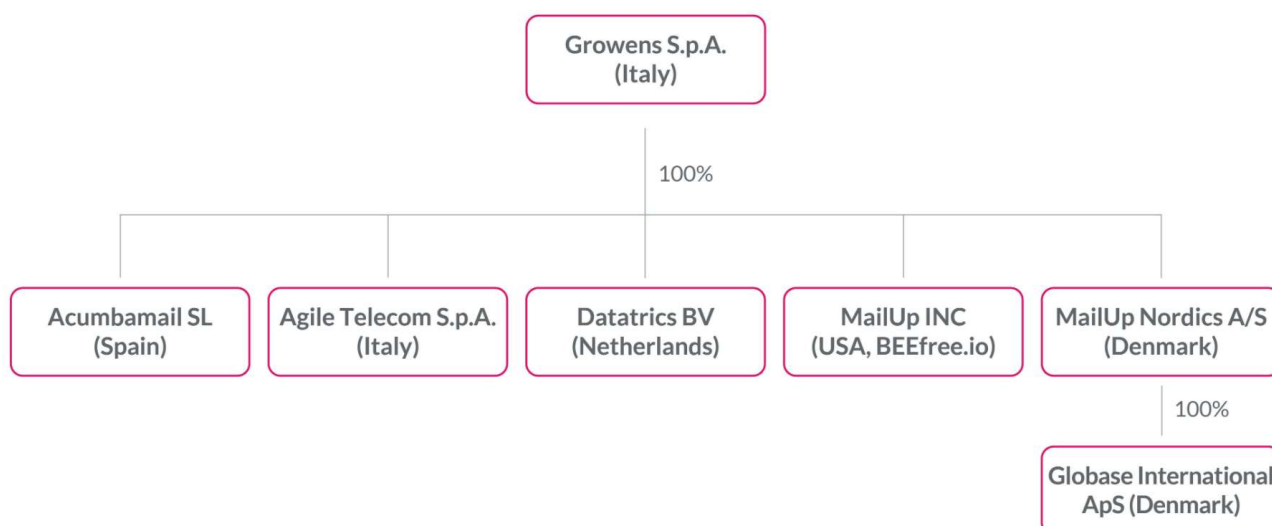 Growens S.p.A.
(Italy)
100%
Acumbamail SL
(Spain)
Agile Telecom S.p.A.
(Italy)
Datatrics BV
(Netherlands)
MailUp INC
(USA, BEEfree.io)
MailUp Nordics A/S
(Denmark)
100%
Globase International
ApS (Denmark)